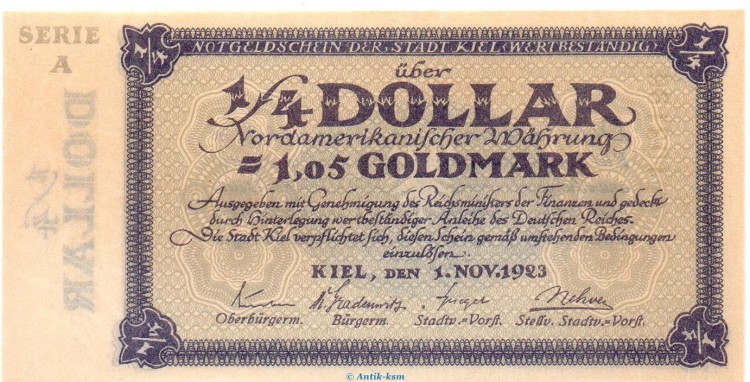 SERIE
A
1/4
DOLLAR
1/4
1/4
NOTGELDSCHEIN DER STADT KIEL, WERTBESTÄNDIG
über
1/4 DOLLAR
Nordamerikanischer Währung
= 1,05 GOLDMARK
Ausgegeben mit Genehmigung des Reichsministers der Finanzen und gedeckt
durch Hinterlegung wertbeständiger Anleihe des Deutschen Reiches.
Die Stadt Kiel verpflichtet sich, diesen Schein gemäß umstehenden Bedingungen
einzulösen.
KIEL, DEN 1. NOV. 1923
Oberbürgerm. Bürgerm. Stadtv.=Vorst. Stellv. Stadtv.=Vorst.
1/4
1/4
© Antik-ksm